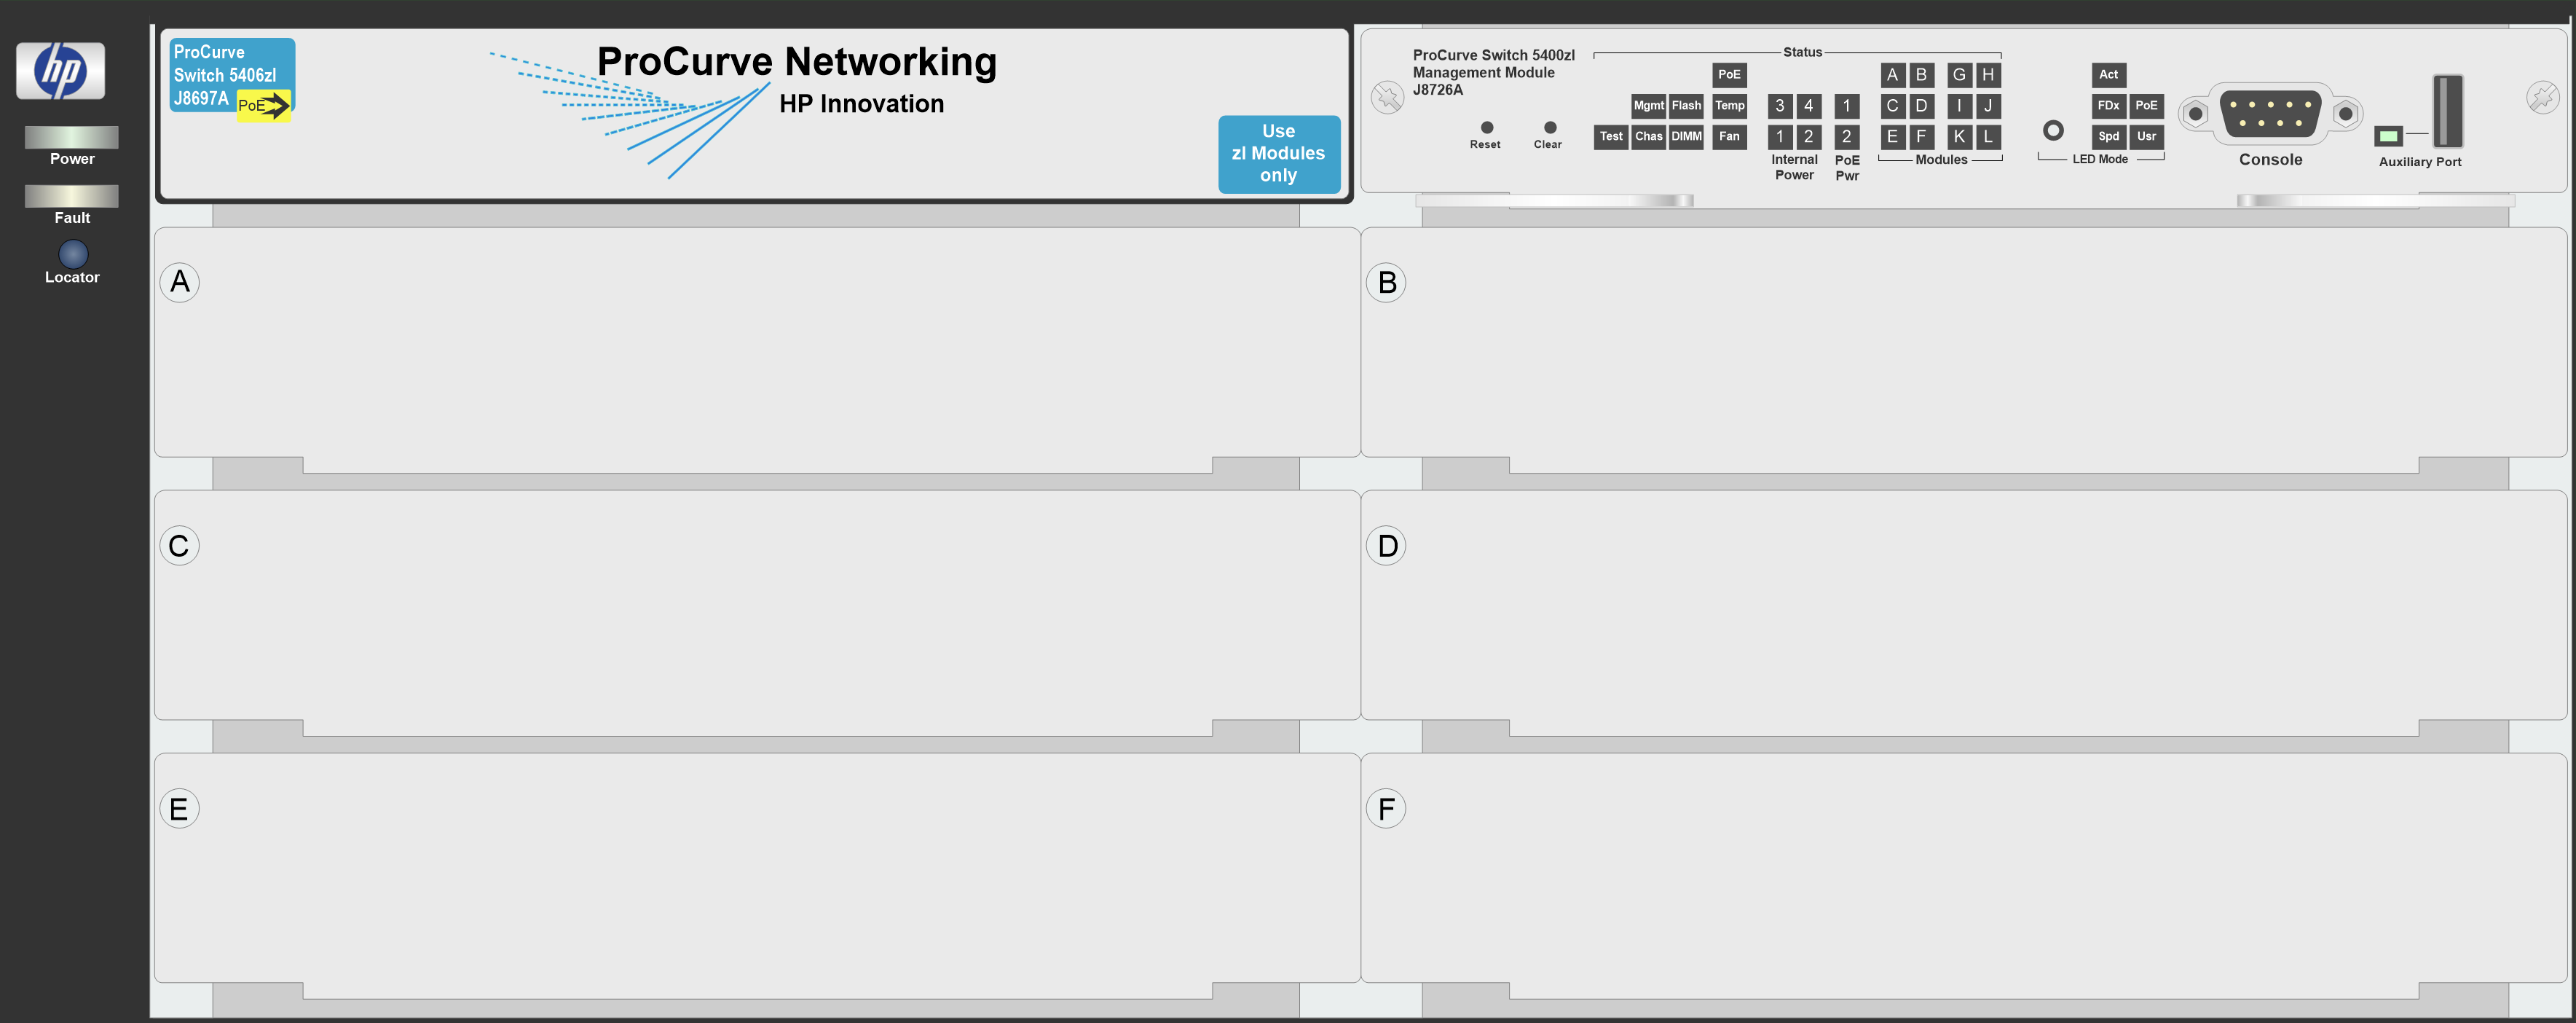 hp
Power
Fault
Locator
ProCurve
Switch 5406zl
J8697A
PoE
ProCurve Networking
HP Innovation
Use
zl Modules
only
ProCurve Switch 5400zl
Management Module
J8726A
Reset
Clear
Status
PoE
Mgmt Flash Temp
Test Chas DIMM Fan
3 4
1 2
Internal
Power
1
2
PoE
Pwr
A B G H
C D I J
E F K L
Modules
Act
FDx PoE
Spd Usr
LED Mode
Console
Auxiliary Port
A
B
C
D
E
F